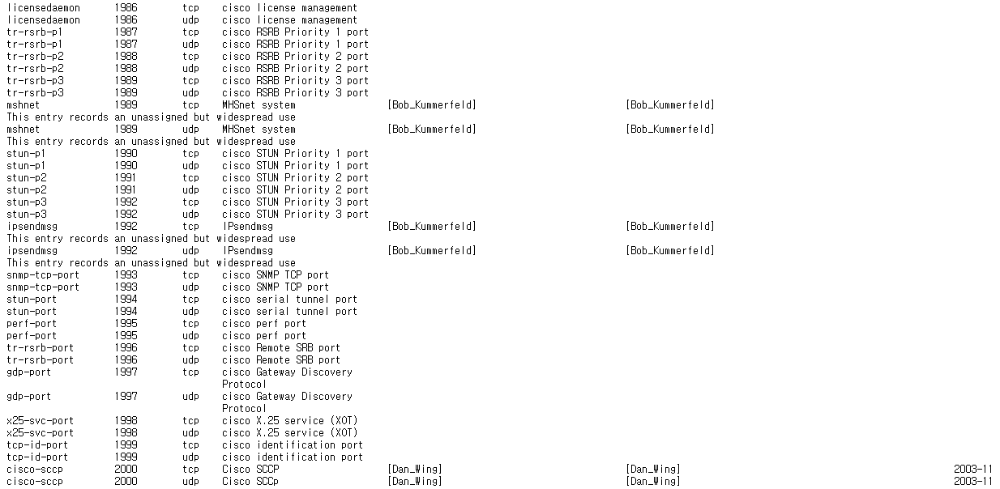 licensedaemon 1986 tcp cisco license management
licensedaemon 1986 udp cisco license management
tr-rsrb-p1 1987 tcp cisco RSRB Priority 1 port
tr-rsrb-p1 1987 udp cisco RSRB Priority 1 port
tr-rsrb-p2 1988 tcp cisco RSRB Priority 2 port
tr-rsrb-p2 1988 udp cisco RSRB Priority 2 port
tr-rsrb-p3 1989 tcp cisco RSRB Priority 3 port
tr-rsrb-p3 1989 udp cisco RSRB Priority 3 port
mshnet 1989 tcp MHSnet system [Bob_Kummerfeld] [Bob_Kummerfeld]
This entry records an unassigned but widespread use
mshnet 1989 udp MHSnet system [Bob_Kummerfeld] [Bob_Kummerfeld]
This entry records an unassigned but widespread use
stun-p1 1990 tcp cisco STUN Priority 1 port
stun-p1 1990 udp cisco STUN Priority 1 port
stun-p2 1991 tcp cisco STUN Priority 2 port
stun-p2 1991 udp cisco STUN Priority 2 port
stun-p3 1992 tcp cisco STUN Priority 3 port
stun-p3 1992 udp cisco STUN Priority 3 port
ipsendmsg 1992 tcp IPsendmsg [Bob_Kummerfeld] [Bob_Kummerfeld]
This entry records an unassigned but widespread use
ipsendmsg 1992 udp IPsendmsg [Bob_Kummerfeld] [Bob_Kummerfeld]
This entry records an unassigned but widespread use
snmp-tcp-port 1993 tcp cisco SNMP TCP port
snmp-tcp-port 1993 udp cisco SNMP TCP port
stun-port 1994 tcp cisco serial tunnel port
stun-port 1994 udp cisco serial tunnel port
perf-port 1995 tcp cisco perf port
perf-port 1995 udp cisco perf port
tr-rsrb-port 1996 tcp cisco Remote SRB port
tr-rsrb-port 1996 udp cisco Remote SRB port
gdp-port 1997 tcp cisco Gateway Discovery
Protocol
gdp-port 1997 udp cisco Gateway Discovery
Protocol
x25-svc-port 1998 tcp cisco X.25 service (XOT)
x25-svc-port 1998 udp cisco X.25 service (XOT)
tcp-id-port 1999 tcp cisco identification port
tcp-id-port 1999 udp cisco identification port
cisco-sccp 2000 tcp Cisco SCCP [Dan_Wing] [Dan_Wing] 2003-11
cisco-sccp 2000 udp Cisco SCCp [Dan_Wing] [Dan_Wing] 2003-11